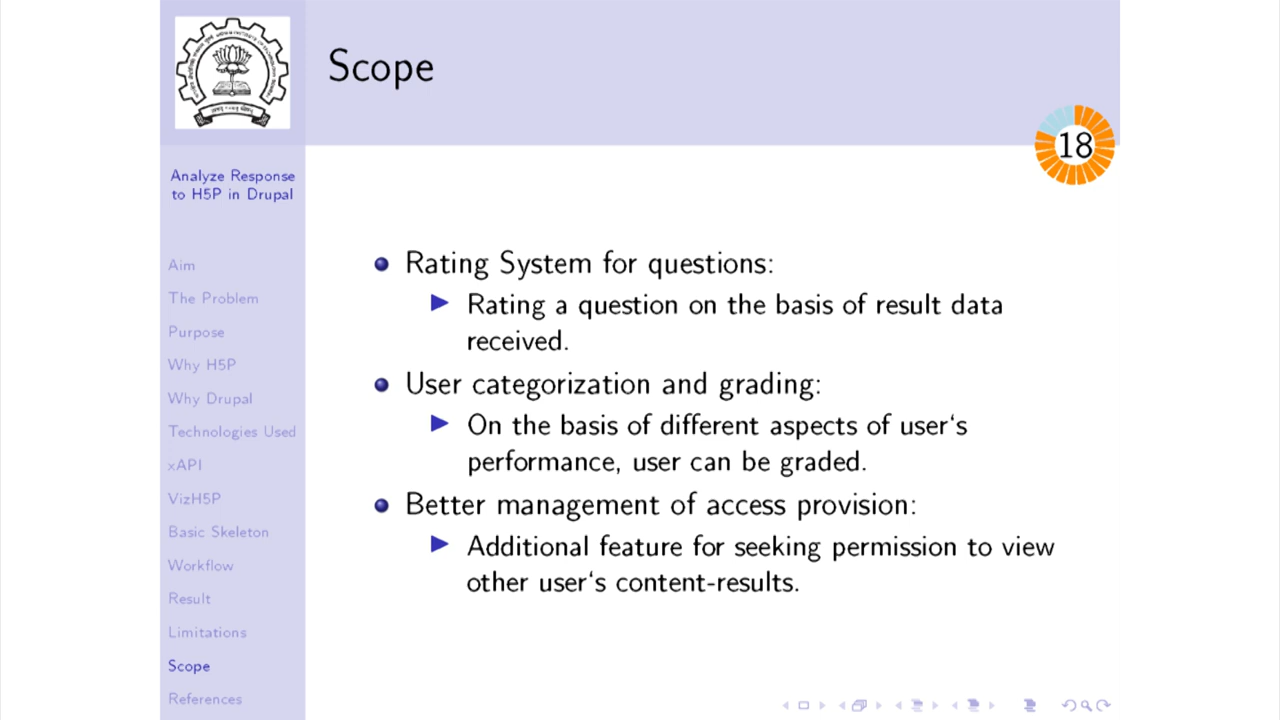 Scope
18
Analyze Response
to H5P in Drupal
Aim
The Problem
Purpose
Why H5P
Why Drupal
Technologies Used
xAPI
VizH5P
Basic Skeleton
Workflow
Result
Limitations
Scope
References
Rating System for questions:
Rating a question on the basis of result data
received.
User categorization and grading:
On the basis of different aspects of user‘s
performance, user can be graded.
Better management of access provision:
Additional feature for seeking permission to view
other user‘s content-results.